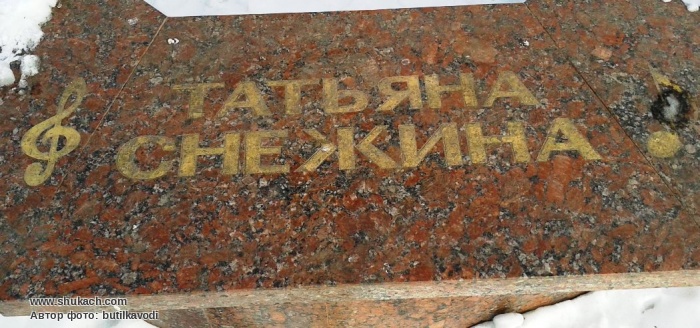 ТАТЬЯНА
СНЕЖИНА
www.shukach.com
Автор фото: butilkavodi